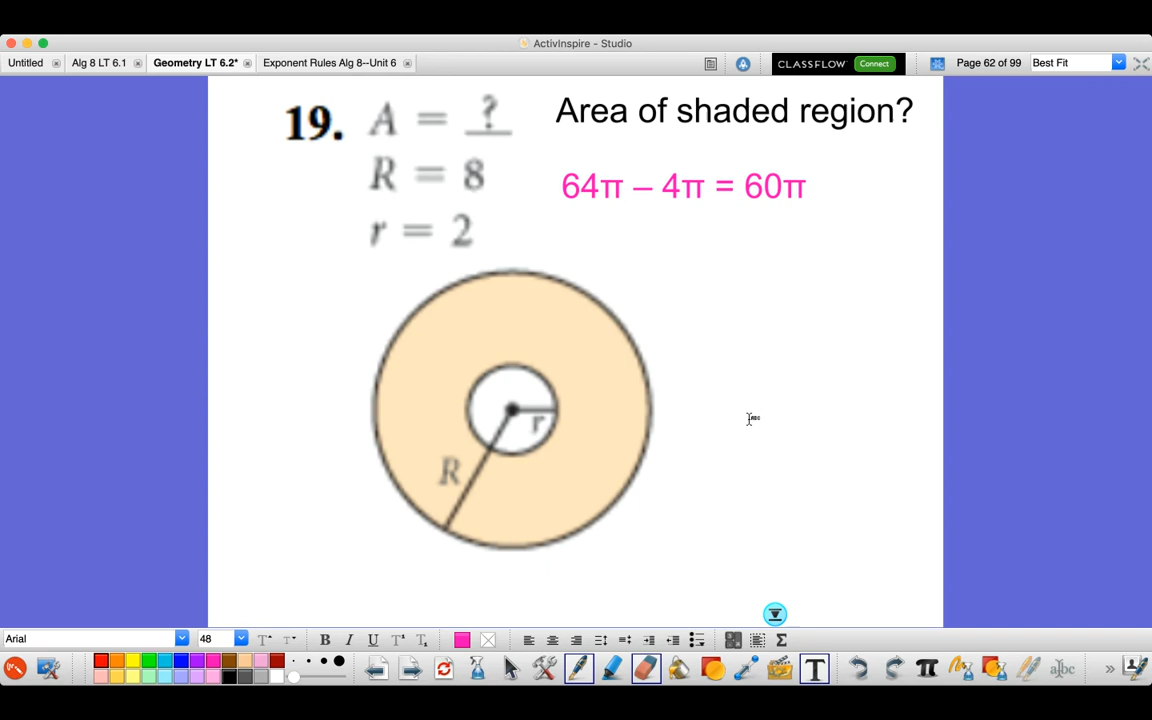 ActivInspire - Studio
Untitled
Alg 8 LT 6.1
Geometry LT 6.2*
Exponent Rules Alg 8--Unit 6
CLASSFLOW
Connect
Page 62 of 99
Best Fit
19. A = ?
R = 8
r = 2
Area of shaded region?
64π – 4π = 60π
r
R
Arial
48
B I U
abc